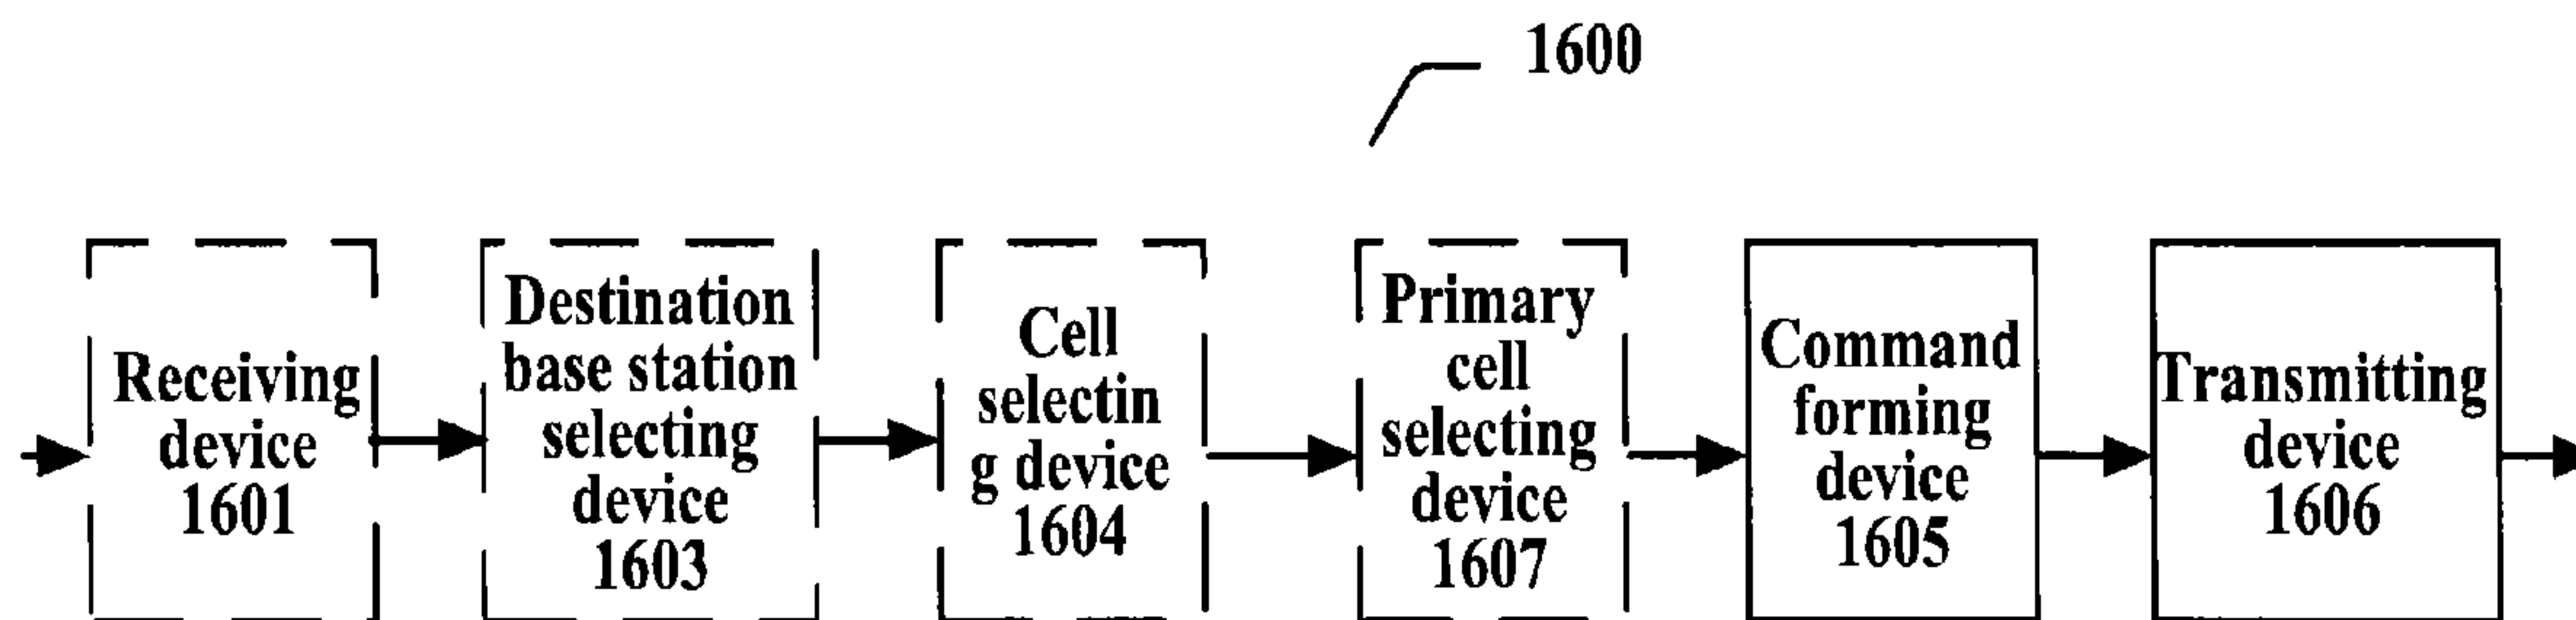 1600
Receiving
device
1601
Destination
base station
selecting
device
1603
Cell
selectin
g device
1604
Primary
cell
selecting
device
1607
Command
forming
device
1605
Transmitting
device
1606